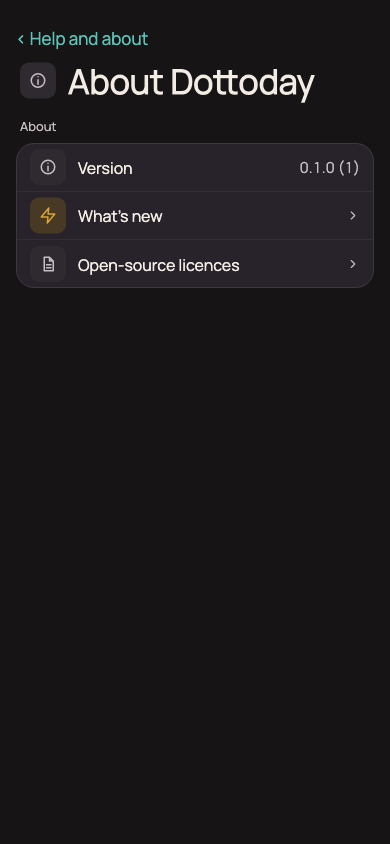 Help and about
About Dottoday
About
Version 0.1.0 (1)
What's new
Open-source licences